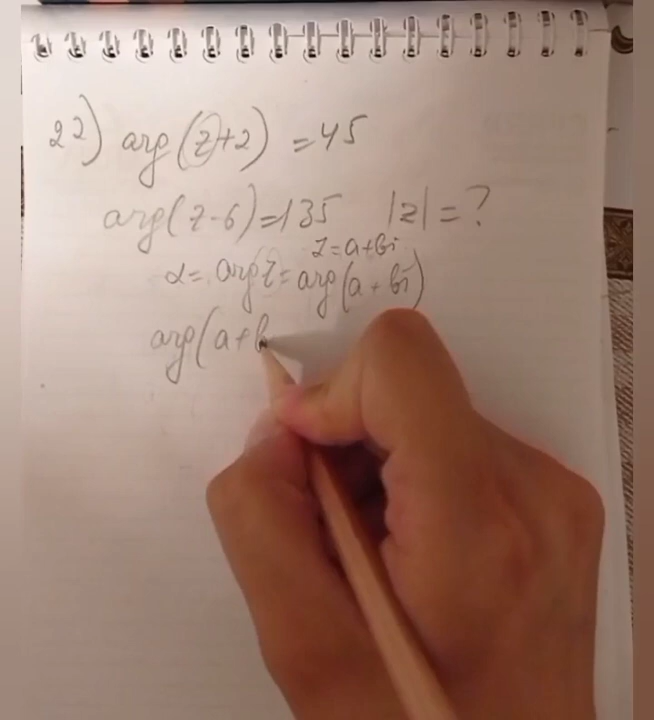 22) arg(z+2) = 45
arg(z-6)=135 |z|=?
z=a+bi
α= arg z= arg(a + bi)
arg(a+b